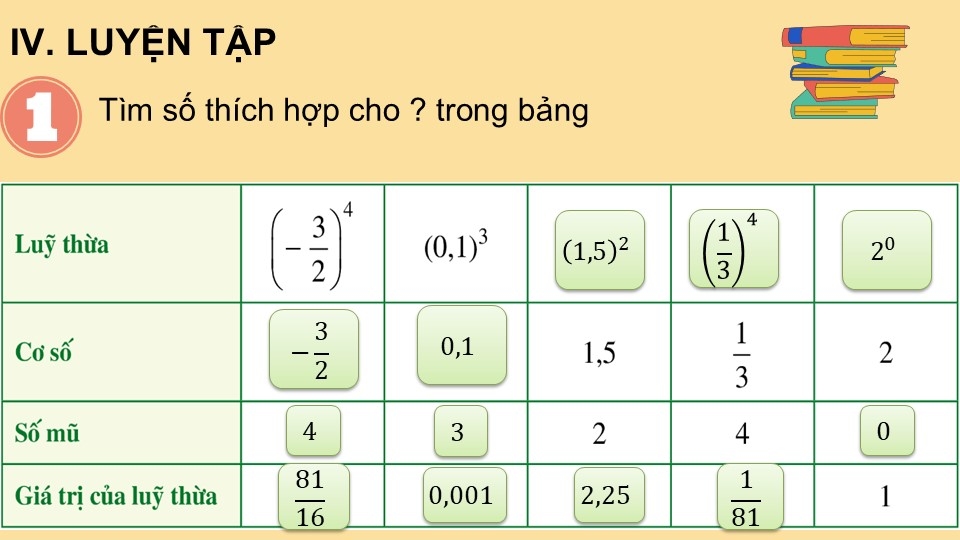 IV. LUYỆN TẬP
1
Tìm số thích hợp cho ? trong bảng
Luỹ thừa (−3/2)^4 (0,1)^3 (1,5)^2 (1/3)^4 2^0
Cơ số −3/2 0,1 1,5 1/3 2
Số mũ 4 3 2 4 0
Giá trị của luỹ thừa 81/16 0,001 2,25 1/81 1